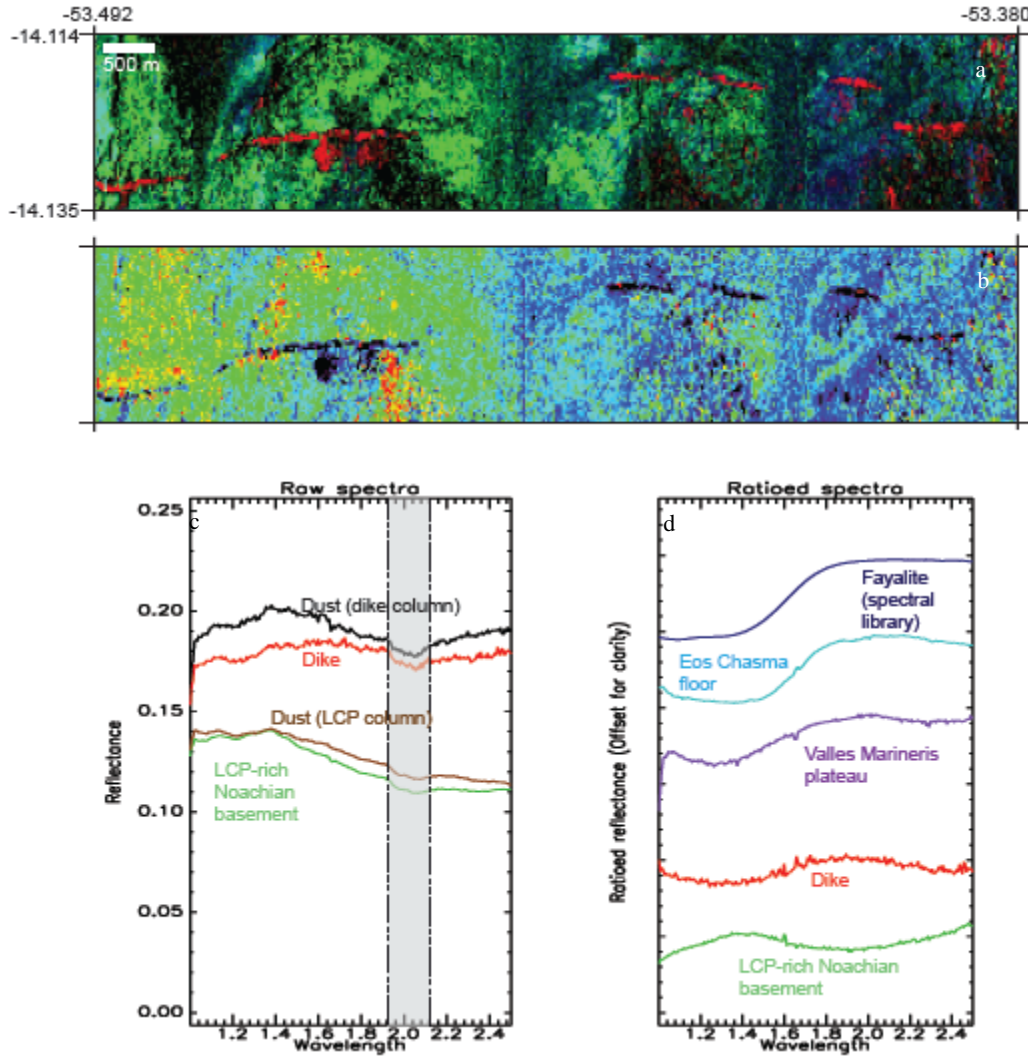 -53.492
-53.380
-14.114
500 m
a
-14.135
b
Raw spectra
Ratioed spectra
0.25
c
d
Fayalite
(spectral
library)
0.20
Dust (dike column)
Dike
Eos Chasma
floor
0.15
Dust (LCP column)
Valles Marineris
plateau
LCP-rich
Noachian
basement
Reflectance
0.10
Ratioed reflectance (Offset for clarity)
0.05
Dike
LCP-rich Noachian
basement
0.00
1.2 1.4 1.6 1.8 2.0 2.2 2.4
Wavelength
1.2 1.4 1.6 1.8 2.0 2.2 2.4
Wavelength